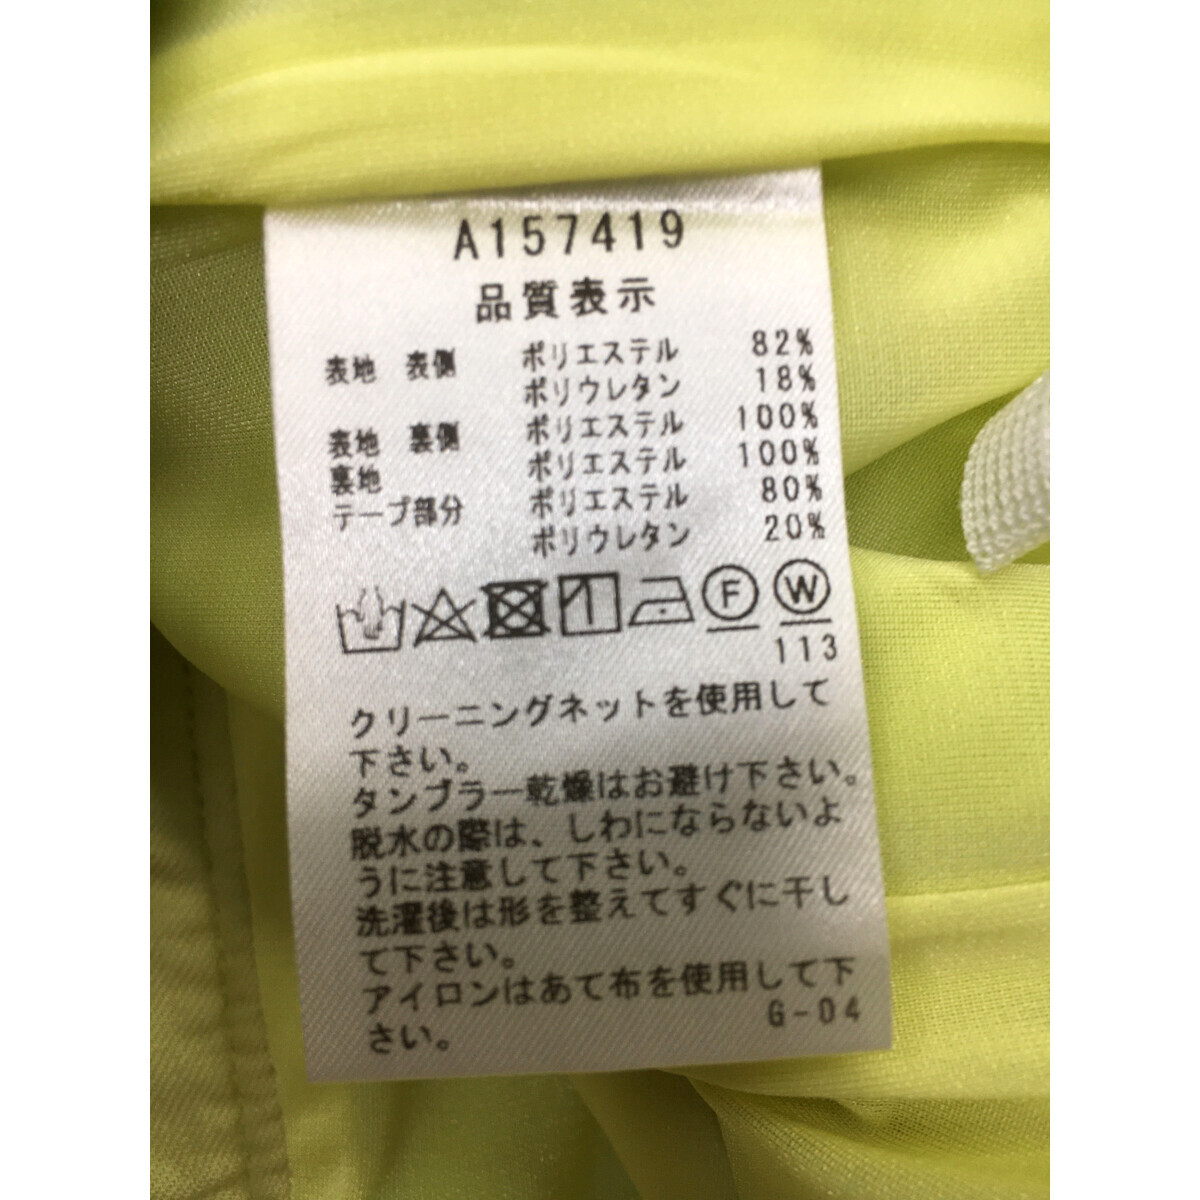 A157419
品質表示
表地 表側 ポリエステル 82%
ポリウレタン 18%
表地 裏側 ポリエステル 100%
裏地 ポリエステル 100%
テープ部分 ポリエステル 80%
ポリウレタン 20%
F W
113
クリーニングネットを使用して
下さい。
タンブラー乾燥はお避け下さい。
脱水の際は、しわにならないよ
うに注意して下さい。
洗濯後は形を整えてすぐに干し
て下さい。
アイロンはあて布を使用して下
さい。
G-04